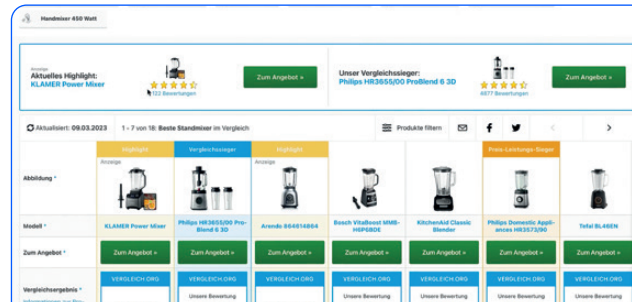 Handmixer 450 Watt
Anzeige
Aktuelles Highlight:
KLAMER Power Mixer
Zum Angebot »
Unser Vergleichssieger:
Philips HR3655/00 ProBlend 6 3D
4877 Bewertungen
Zum Angebot »
Aktualisiert: 09.03.2023
1 - 7 von 18: Beste Standmixer im Vergleich
Produkte filtern
Highlight
Vergleichssieger
Highlight
Preis-Leistungs-Sieger
Anzeige
Anzeige
Abbildung *
Modell *
KLAMER Power Mixer
Philips HR3655/00 Pro-
Blend 6 3D
Arendo 664614864
Bosch VitaBoost MMB-
H6P6BDE
KitchenAid Classic
Blender
Philips Domestic Appli-
ances HR3573/90
Tefal BL46EN
Zum Angebot *
Zum Angebot »
Zum Angebot »
Zum Angebot »
Zum Angebot »
Zum Angebot »
Zum Angebot »
Zum Angebot »
Vergleichsergebnis *
VERGLEICH.ORG
VERGLEICH.ORG
VERGLEICH.ORG
VERGLEICH.ORG
VERGLEICH.ORG
VERGLEICH.ORG
VERGLEICH.ORG
Unsere Bewertung
Unsere Bewertung
Unsere Bewertung
Unsere Bewertung
Unsere Bewertung